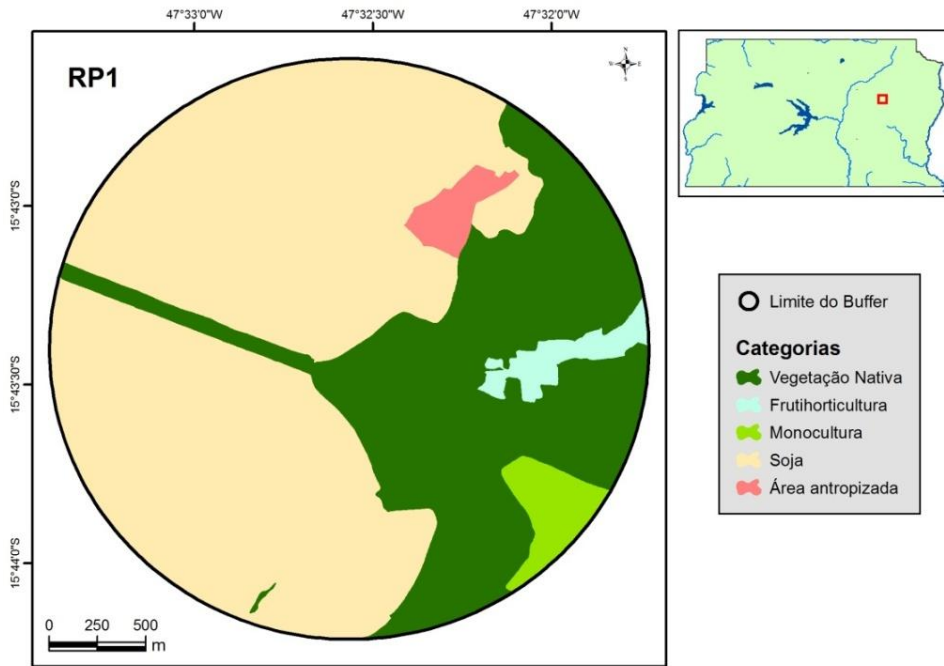 47°33'0"W 47°32'30"W 47°32'0"W
RP1
N
W E
S
15°43'0"S
15°43'30"S
15°44'0"S
0 250 500
m
Limite do Buffer
Categorias
Vegetação Nativa
Frutihorticultura
Monocultura
Soja
Área antropizada